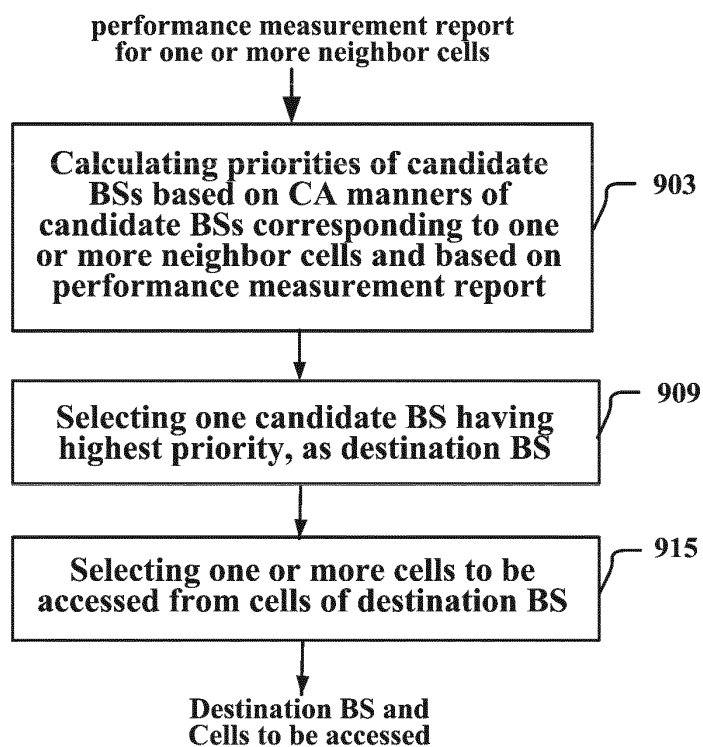 performance measurement report
for one or more neighbor cells
Calculating priorities of candidate
BSs based on CA manners of
candidate BSs corresponding to one
or more neighbor cells and based on
performance measurement report
903
Selecting one candidate BS having
highest priority, as destination BS
909
Selecting one or more cells to be
accessed from cells of destination BS
915
Destination BS and
Cells to be accessed